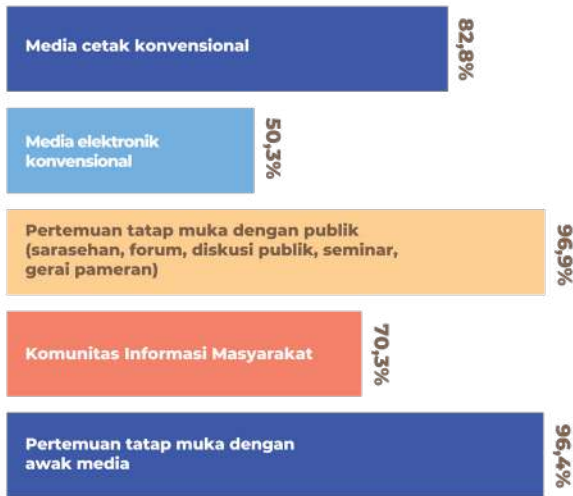 Media cetak konvensional
82,8%
Media elektronik
konvensional
50,3%
Pertemuan tatap muka dengan publik
(sarasehan, forum, diskusi publik, seminar,
gerai pameran)
96,9%
Komunitas Informasi Masyarakat
70,3%
Pertemuan tatap muka dengan
awak media
96,4%